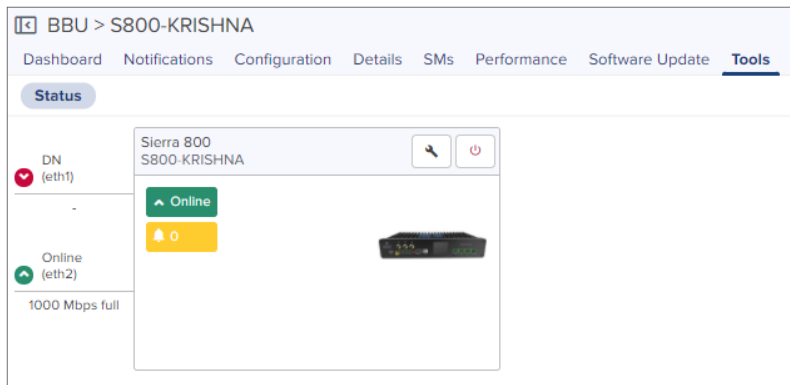 BBU > S800-KRISHNA
Dashboard Notifications Configuration Details SMs Performance Software Update Tools
Status
Sierra 800
S800-KRISHNA
DN
(eth1)
-
Online
0
Online
(eth2)
1000 Mbps full